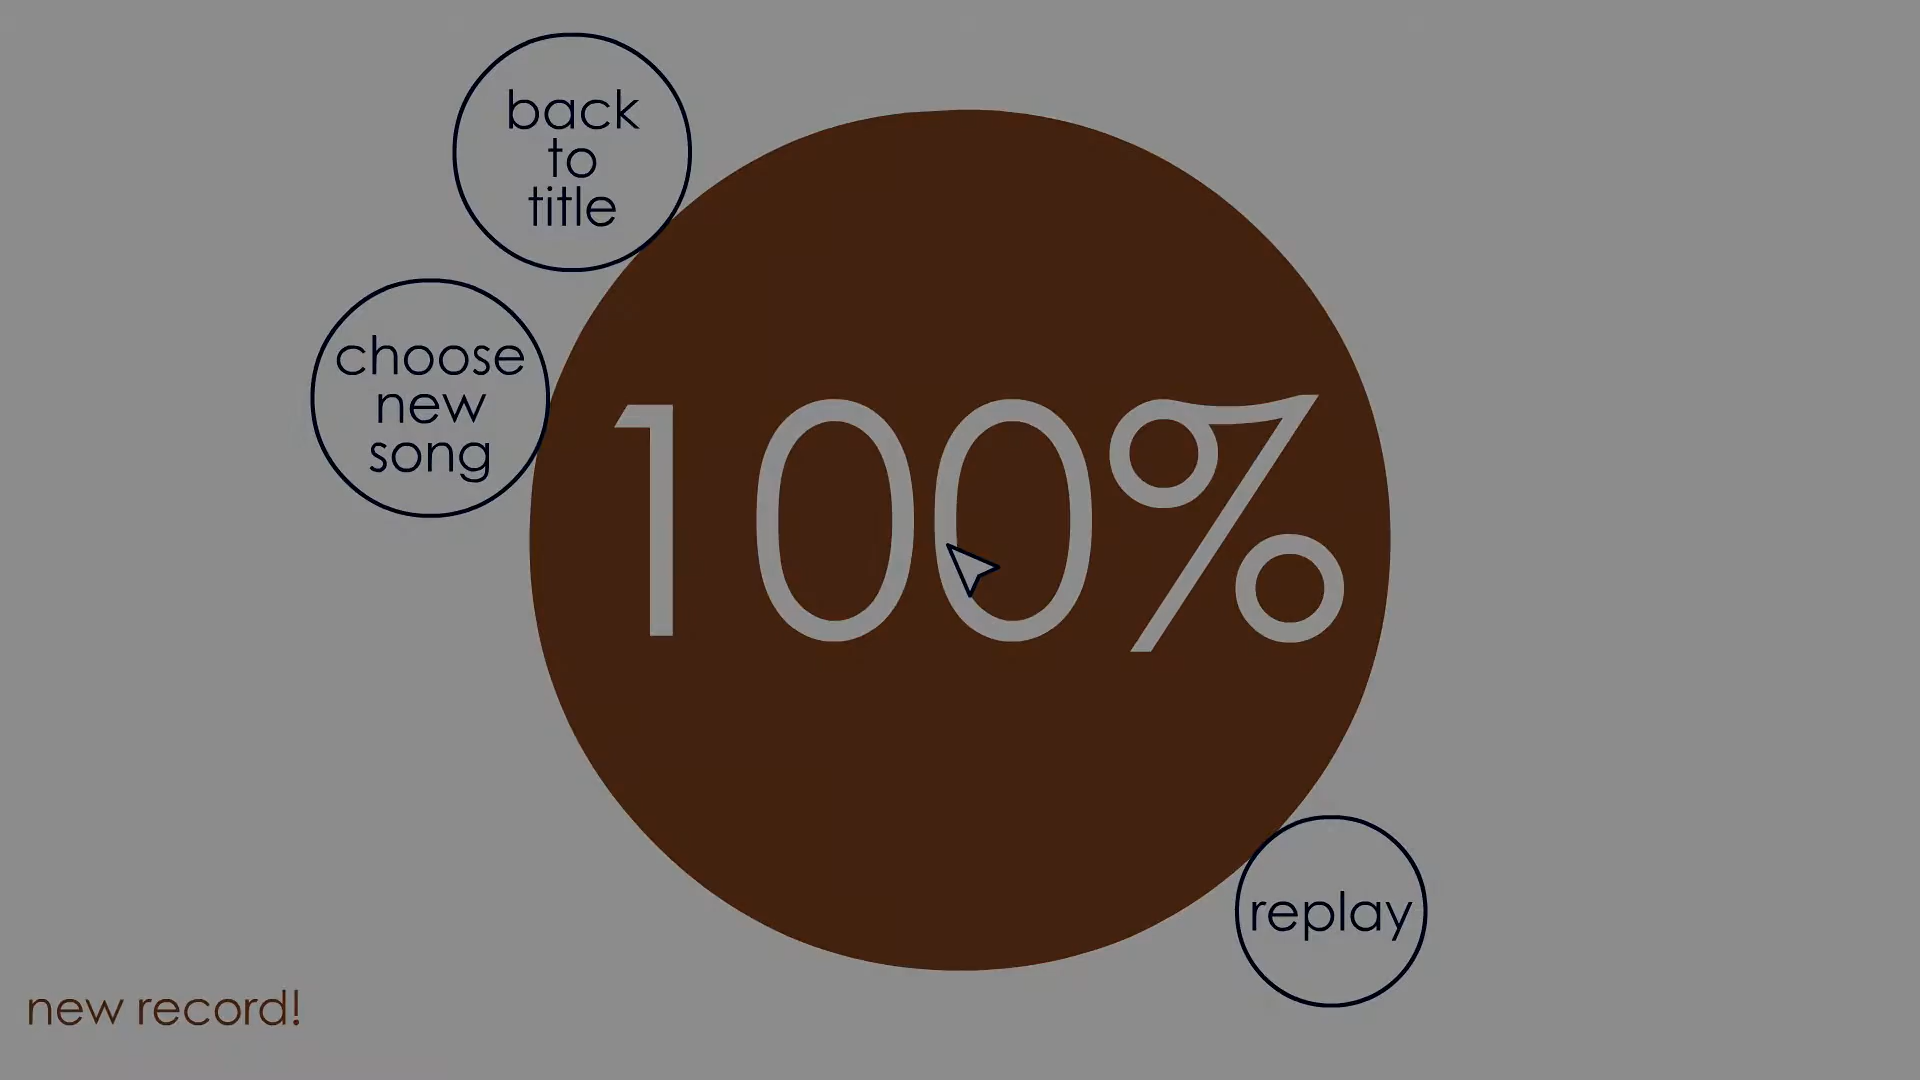 back
to
title
choose
new
song
100%
replay
new record!